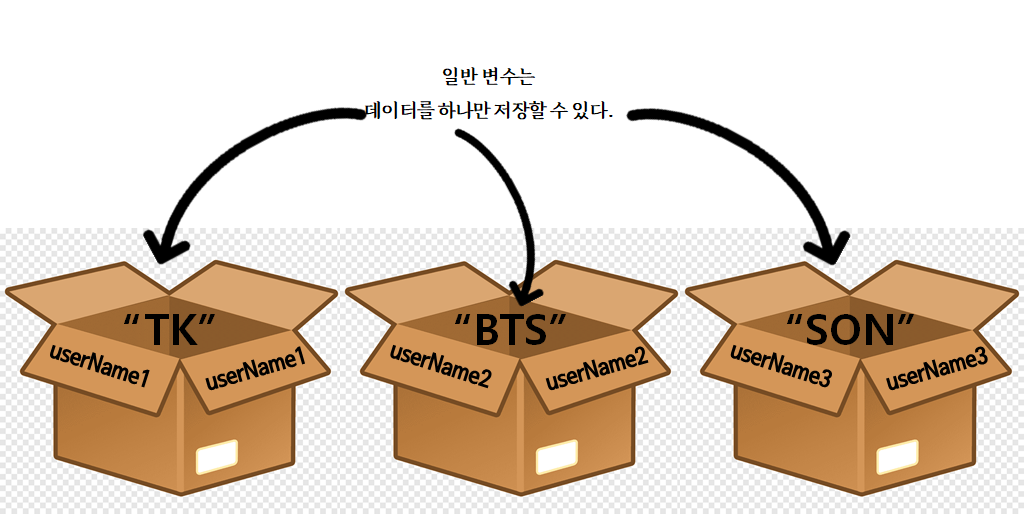 일반 변수는
데이터를 하나만 저장할 수 있다.
“TK”
“BTS”
“SON”
userName1
userName1
userName2
userName2
userName3
userName3